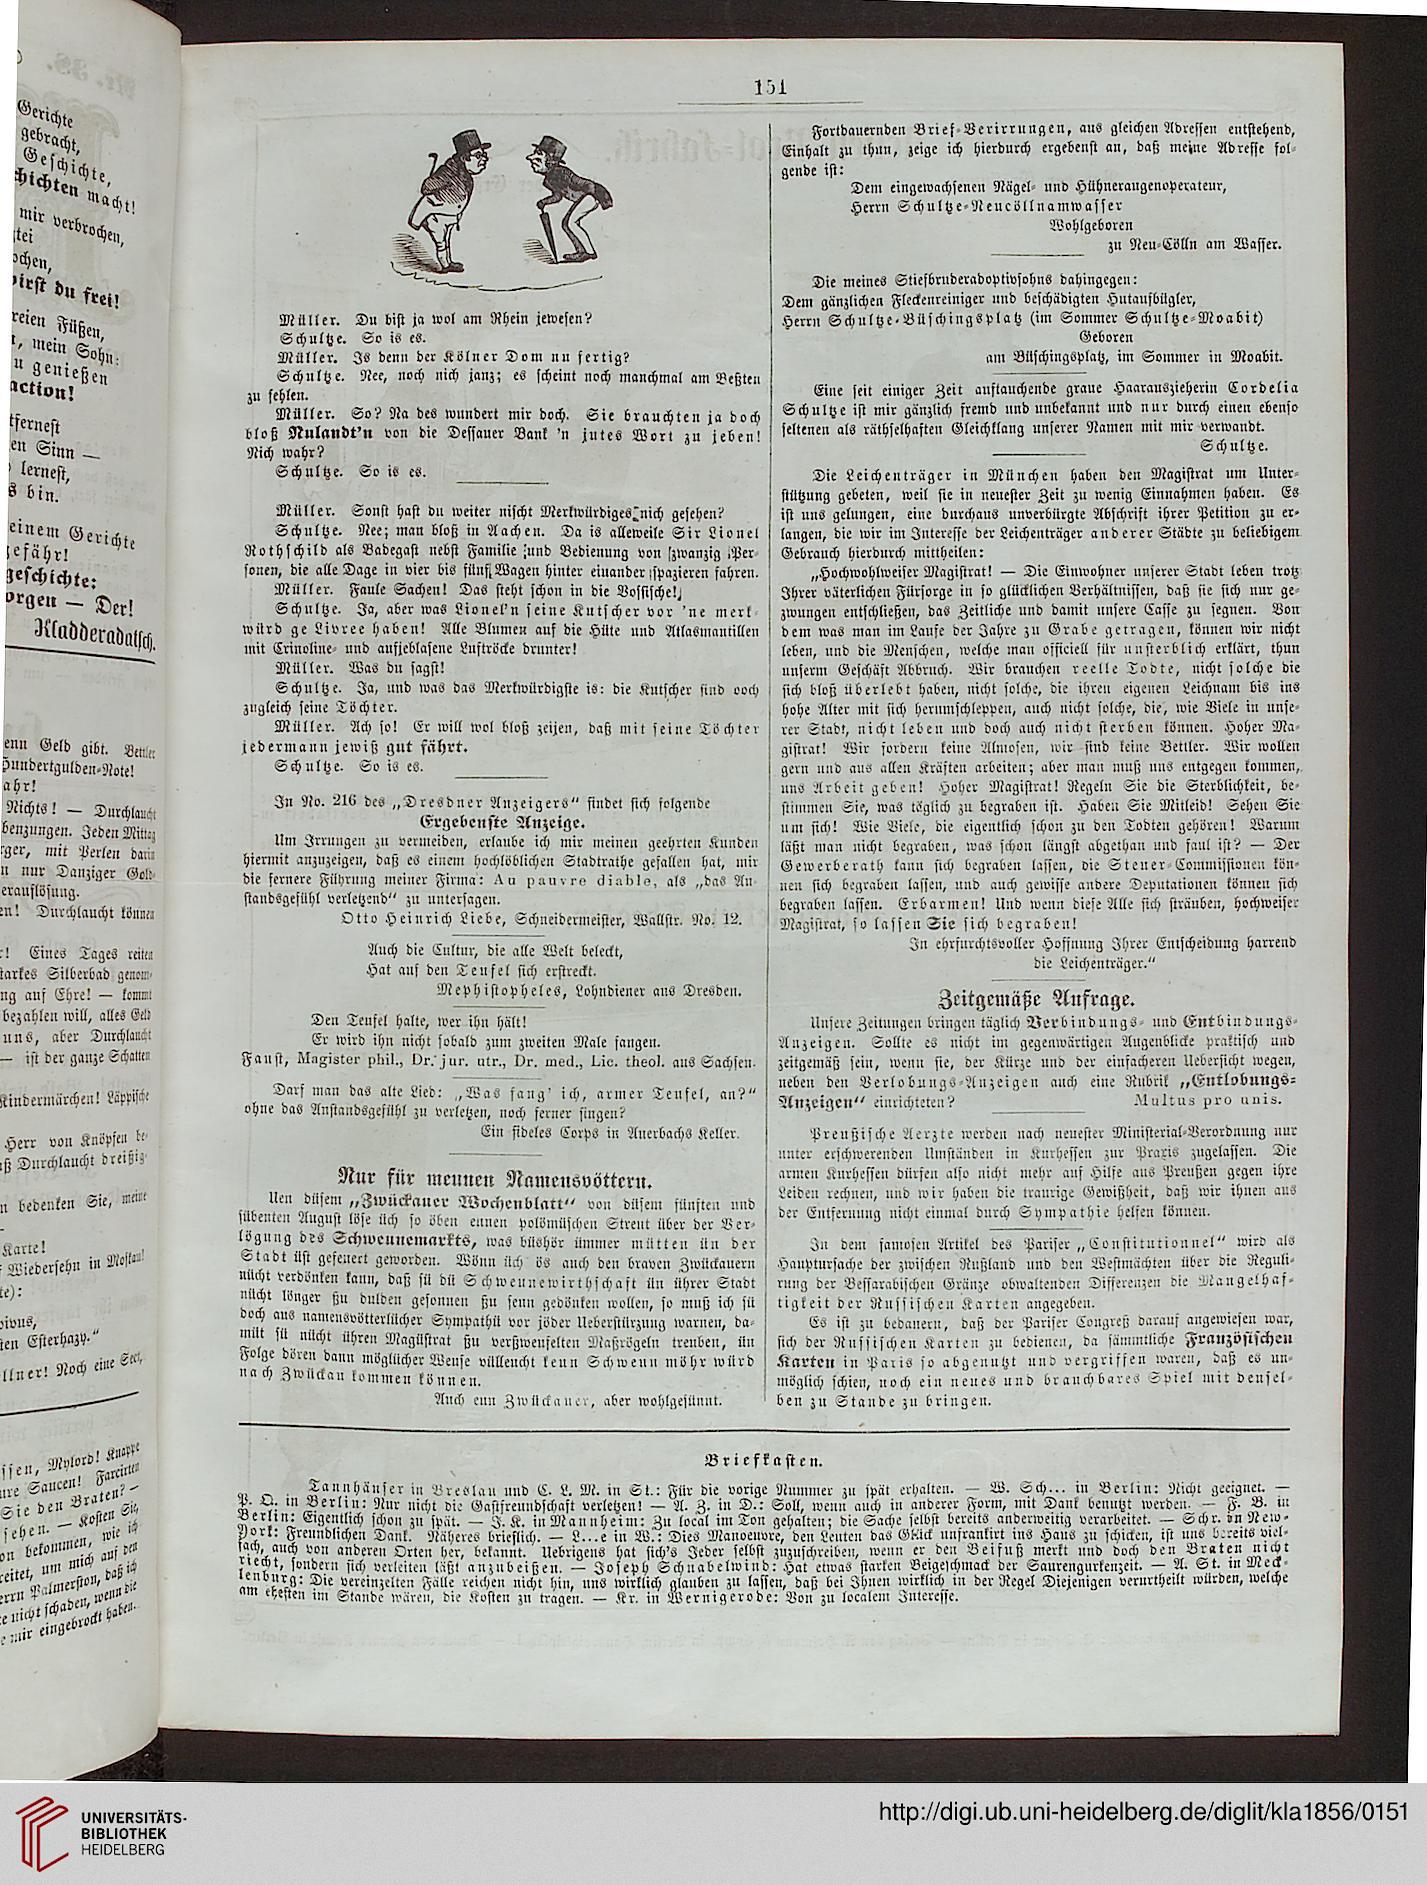 151
Müller. Du bist ja wol am Rhein jewesen?
Schultze. So is es.
Müller. Is denn der Kölner Dom nu fertig?
Schultze. Nee, noch nich janz; es scheint noch manchmal am Beßten
zu fehlen.
Müller. So? Na des wundert mir doch. Sie brauchten ja doch
bloß Nulandt'n von die Dessauer Bank 'n jutes Wort zu jeben!
Nich wahr?
Schultze. So is es.
Müller. Sonst hast du weiter nischt Merkwürdiges nich gesehen?
Schultze. Nee; man bloß in Aachen. Da is alleweile Sir Lionel
Rothschild als Badegast nebst Familie und Bedienung von zwanzig Per-
sonen, die alle Dage in vier bis fünf Wagen hinter einander spazieren fahren.
Müller. Faule Sachen! Das steht schon in die Vossische!
Schultze. Ja, aber was Lionel'n seine Kutscher vor 'ne merk-
würd ge Livree haben! Alle Blumen auf die Hüte und Atlasmantillen
mit Crinoline- und aufjeblasene Luftröcke drunter!
Müller. Was du sagst!
Schultze. Ja, und was das Merkwürdigste is: die Kutscher sind ooch
zugleich seine Töchter.
Müller. Ach so! Er will wol bloß zeijen, daß mit seine Töchter
jedermann jewiß gut fährt.
Schultze. So is es.
In No. 216 des „Dresdner Anzeigers" findet sich folgende
Ergebenste Anzeige.
Um Irrungen zu vermeiden, erlaube ich mir meinen geehrten Kunden
hiermit anzuzeigen, daß es einem hochlöblichen Stadtrathe gefallen hat, mir
die fernere Führung meiner Firma: Au pauvre diable, als „das An-
standsgefühl verletzend" zu untersagen.
Otto Heinrich Liebe, Schneidermeister, Wallstr. No. 12.
Auch die Cultur, die alle Welt beleckt,
Hat auf den Teufel sich erstreckt.
Mephistopheles, Lohndiener aus Dresden.
Den Teufel halte, wer ihn hält!
Er wird ihn nicht sobald zum zweiten Male fangen.
Faust, Magister phil., Dr. jur. utr., Dr. med., Lic. theol. aus Sachsen.
Darf man das alte Lied: „Was fang' ich, armer Teufel, an?"
ohne das Anstandsgefühl zu verletzen, noch ferner singen?
Ein fideles Corps in Auerbachs Keller.
Nur für meunen Namensvöttern.
Uen düsem „Zwückauer Wochenblatt" von düsem fünften und
sübenten August löse üch so öben eunen polömüschen Streut über der Ver-
lögung des Schweunemarkts, was büshör ümmer mütten ün der
Stadt üst gefeuert geworden. Wönn üch ös auch den braven Zwückauern
nücht verdönken kann, daß sü dü Schweunewirthschaft ün ührer Stadt
nücht lönger ßu dulden gesonnen ßu seun gedönken wollen, so muß ich sü
doch aus namensvötterlücher Sympathü vor jöder Ueberstürzung warnen, da-
müt sü nücht ühren Magüstrat ßu verßweufelten Maßrögeln treuben, ün
Folge dören dann möglücher Weuse vülleucht keun Schweun möhr würd
nach Zwückau kommen können.
Auch eun Zwückauer, aber wohlgesünnt.
Fortdauernden Brief-Verirrungen, aus gleichen Adressen entstehend,
Einhalt zu thun, zeige ich hierdurch ergebenst an, daß meine Adresse fol-
gende ist:
Dem eingewachsenen Nägel- und Hühneraugenoperateur,
Herrn Schultze-Neucöllnamwasser
Wohlgeboren
zu Neu-Cölln am Wasser.
Die meines Stiefbruderadoptivsohns dahingegen:
Dem gänzlichen Fleckenreiniger und beschädigten Hutaufbügler,
Herrn Schultze-Büschingsplatz (im Sommer Schultze-Moabit)
Geboren
am Büschingsplatz, im Sommer in Moabit.
Eine seit einiger Zeit auftauchende graue Haarauszieherin Cordelia
Schultze ist mir gänzlich fremd und unbekannt und nur durch einen ebenso
seltenen als räthselhaften Gleichklang unserer Namen mit mir verwandt.
Schultze.
Die Leichenträger in München haben den Magistrat um Unter-
stützung gebeten, weil sie in neuester Zeit zu wenig Einnahmen haben. Es
ist uns gelungen, eine durchaus unverbürgte Abschrift ihrer Petition zu er-
langen, die wir im Interesse der Leichenträger anderer Städte zu beliebigem
Gebrauch hierdurch mittheilen:
„Hochwohlweiser Magistrat! — Die Einwohner unserer Stadt leben trotz
Ihrer väterlichen Fürsorge in so glücklichen Verhältnissen, daß sie sich nur ge-
zwungen entschließen, das Zeitliche und damit unsere Casse zu segnen. Von
dem was man im Laufe der Jahre zu Grabe getragen, können wir nicht
leben, und die Menschen, welche man officiell für unsterblich erklärt, thun
unserm Geschäft Abbruch. Wir brauchen reelle Todte, nicht solche die
sich bloß überlebt haben, nicht solche, die ihren eigenen Leichnam bis ins
hohe Alter mit sich herumschleppen, auch nicht solche, die, wie Viele in unse-
rer Stadt, nicht leben und doch auch nicht sterben können. Hoher Ma-
gistrat! Wir fordern keine Almosen, wir sind keine Bettler. Wir wollen
gern und aus allen Kräften arbeiten; aber man muß uns entgegen kommen,
uns Arbeit geben! Hoher Magistrat! Regeln Sie die Sterblichkeit, be-
stimmen Sie, was täglich zu begraben ist. Haben Sie Mitleid! Sehen Sie
um sich! Wie Viele, die eigentlich schon zu den Todten gehören! Warum
läßt man nicht begraben, was schon längst abgethan und faul ist? — Der
Gewerberath kann sich begraben lassen, die Steuer-Commissionen kön-
nen sich begraben lassen, und auch gewisse andere Deputationen können sich
begraben lassen. Erbarmen! Und wenn diese Alle sich sträuben, hochweiser
Magistrat, so lassen Sie sich begraben!
In ehrfurchtsvoller Hoffnung Ihrer Entscheidung harrend
die Leichenträger."
Zeitgemäße Anfrage.
Unsere Zeitungen bringen täglich Verbindungs- und Entbindungs-
Anzeigen. Sollte es nicht im gegenwärtigen Augenblicke praktisch und
zeitgemäß sein, wenn sie, der Kürze und der einfacheren Uebersicht wegen,
neben den Verlobungs-Anzeigen auch eine Rubrik „Entlobungs-
Anzeigen" einrichteten? Multus pro unis.
Preußische Aerzte werden nach neuester Ministerial-Verordnung nur
unter erschwerenden Umständen in Kurhessen zur Praxis zugelassen. Die
armen Kurhessen dürfen also nicht mehr auf Hilfe aus Preußen gegen ihre
Leiden rechnen, und wir haben die traurige Gewißheit, daß wir ihnen aus
der Entfernung nicht einmal durch Sympathie helfen können.
In dem famosen Artikel des Pariser „Constitutionnel" wird als
Hauptursache der zwischen Rußland und den Westmächten über die Reguli-
rung der Bessarabischen Gränze obwaltenden Differenzen die Mangelhaf-
tigkeit der Russischen Karten angegeben.
Es ist zu bedauern, daß der Pariser Congreß darauf angewiesen war,
sich der Russischen Karten zu bedienen, da sämmtliche Französischen
Karten in Paris so abgenutzt und vergriffen waren, daß es un-
möglich schien, noch ein neues und brauchbares Spiel mit densel-
ben zu Stande zu bringen.
Briefkasten.
Tannhäuser in Breslau und C. L. M. in St.: Für die vorige Nummer zu spät erhalten. — W. Sch... in Berlin: Nicht geeignet. —
P. O. in Berlin: Nur nicht die Gastfreundschaft verletzen! — A. Z. in D.: Soll, wenn auch in anderer Form, mit Dank benutzt werden. — F. B. in
Berlin: Eigentlich schon zu spät. — J. K. in Mannheim: Zu local im Ton gehalten; die Sache selbst bereits anderweitig verarbeitet. — Schr. in New-
York: Freundlichen Dank. Näheres brieflich. — L...e in W.: Dies Manoeuvre, den Leuten das Glück unfrankirt ins Haus zu schicken, ist uns bereits viel-
fach, auch von anderen Orten her, bekannt. Uebrigens hat sich's Jeder selbst zuzuschreiben, wenn er den Beifuß merkt und doch den Braten nicht
riecht, sondern sich verleiten läßt anzubeißen. — Joseph Schnabelwind: Hat etwas starken Beigeschmack der Saurengurkenzeit. — A. St. in Meck-
lenburg: Die vereinzelten Fälle reichen nicht hin, uns wirklich glauben zu lassen, daß bei Ihnen wirklich in der Regel Diejenigen verurtheilt würden, welche
am ehesten im Stande wären, die Kosten zu tragen. — Kr. in Wernigerode: Von zu localem Interesse.
Gerichte
gebracht,
Geschichte,
macht!
mir verbrochen,
wirst du frei!
Füßen,
mein Sohn:
genießen
Sinn —
lernest,
bin.
einem Gerichte
Der!
Kladderadatsch.
UNIVERSITÄTS-
BIBLIOTHEK
HEIDELBERG
http://digi.ub.uni-heidelberg.de/diglit/kla1856/0151